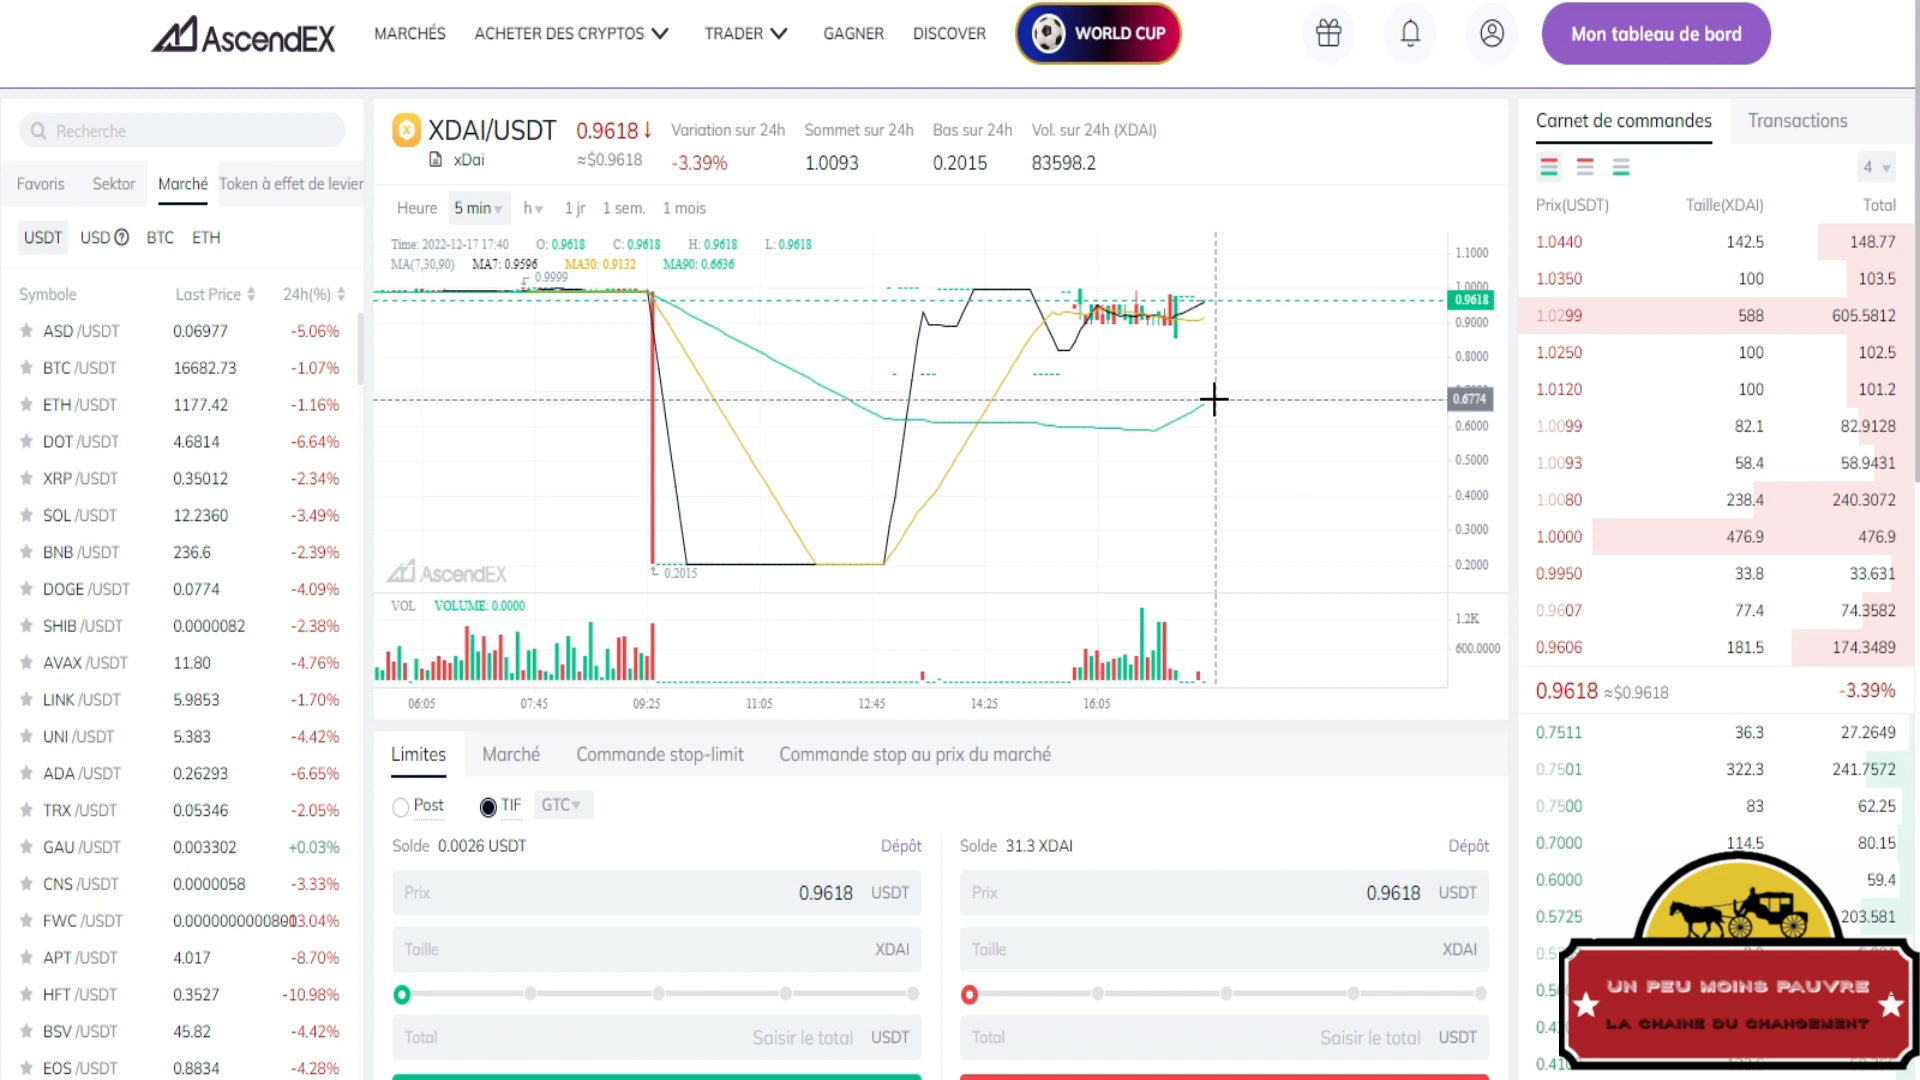 AscendEX
MARCHÉS
ACHETER DES CRYPTOS
TRADER
GAGNER
DISCOVER
WORLD CUP
Mon tableau de bord
Recherche
Favoris Sektor Marché Token à effet de levier
USDT USD ? BTC ETH
Symbole Last Price 24h(%)
ASD /USDT 0.06977 -5.06%
BTC /USDT 16682.73 -1.07%
ETH /USDT 1177.42 -1.16%
DOT /USDT 4.6814 -6.64%
XRP /USDT 0.35012 -2.34%
SOL /USDT 12.2360 -3.49%
BNB /USDT 236.6 -2.39%
DOGE /USDT 0.0774 -4.09%
SHIB /USDT 0.0000082 -2.38%
AVAX /USDT 11.80 -4.76%
LINK /USDT 5.9853 -1.70%
UNI /USDT 5.383 -4.42%
ADA /USDT 0.26293 -6.65%
TRX /USDT 0.05346 -2.05%
GAU /USDT 0.003302 +0.03%
CNS /USDT 0.0000058 -3.33%
FWC /USDT
APT /USDT 4.017 -8.70%
HFT /USDT 0.3527 -10.98%
BSV /USDT 45.82 -4.42%
EOS /USDT 0.8834 -4.28%
XDAI/USDT 0.9618↓ Variation sur 24h Sommet sur 24h Bas sur 24h Vol. sur 24h (XDAI)
xDai ≈$0.9618 -3.39% 1.0093 0.2015 83598.2
Heure 5 min h 1 jr 1 sem. 1 mois
Time: 2022-12-17 17:40 O: 0.9618 C: 0.9618 H: 0.9618 L: 0.9618
MA(7,30,90) MA7: 0.9596 MA30: 0.9132 MA90: 0.6636
0.9999
1.1000
1.0000
0.9618
0.9000
0.8000
0.6774
0.6000
0.5000
0.4000
0.3000
0.2000
AscendEX
0.2015
VOL VOLUME: 0.0000
1.2K
600.0000
06:05 07:45 09:25 11:05 12:45 14:25 16:05
Limites Marché Commande stop-limit Commande stop au prix du marché
Post TIF GTC
Solde 0.0026 USDT Dépôt
Prix 0.9618 USDT
Taille XDAI
Total Saisir le total USDT
Solde 31.3 XDAI Dépôt
Prix 0.9618 USDT
Taille XDAI
Total Saisir le total USDT
Carnet de commandes Transactions
4
Prix(USDT) Taille(XDAI) Total
1.0440 142.5 148.77
1.0350 100 103.5
1.0299 588 605.5812
1.0250 100 102.5
1.0120 100 101.2
1.0099 82.1 82.9128
1.0093 58.4 58.9431
1.0080 238.4 240.3072
1.0000 476.9 476.9
0.9950 33.8 33.631
0.9607 77.4 74.3582
0.9606 181.5 174.3489
0.9618 ≈$0.9618 -3.39%
0.7511 36.3 27.2649
0.7501 322.3 241.7572
0.7500 83 62.25
0.7000 114.5 80.15
0.6000 59.4
0.5725 203.581
UN PEU MOINS PAUVRE
LA CHAINE DU CHANGEMENT